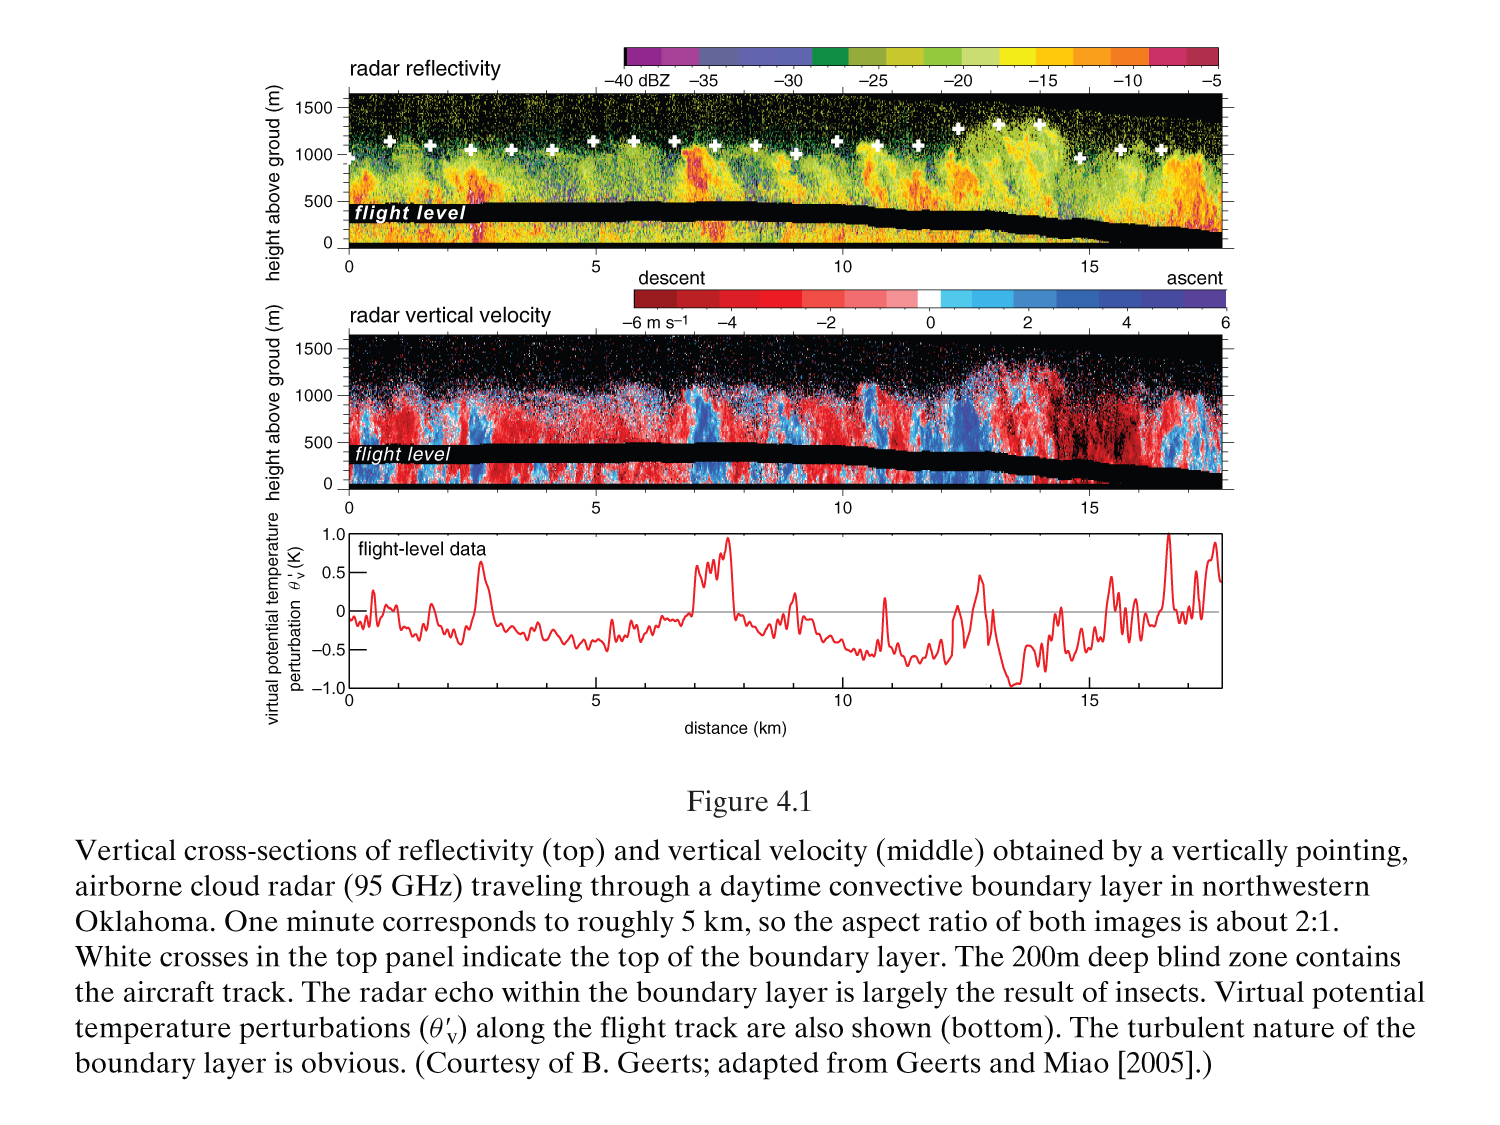 radar reflectivity
−40 dBZ −35 −30 −25 −20 −15 −10 −5
height above groud (m)
1500
1000
500
0
flight level
0 5 10 15
descent ascent
radar vertical velocity
−6 m s⁻¹ −4 −2 0 2 4 6
height above groud (m)
1500
1000
500
0
flight level
0 5 10 15
virtual potential temperature
perturbation θ′v (K)
flight-level data
1.0
0.5
0
−0.5
−1.0
0 5 10 15
distance (km)
Figure 4.1
Vertical cross-sections of reflectivity (top) and vertical velocity (middle) obtained by a vertically pointing,
airborne cloud radar (95 GHz) traveling through a daytime convective boundary layer in northwestern
Oklahoma. One minute corresponds to roughly 5 km, so the aspect ratio of both images is about 2:1.
White crosses in the top panel indicate the top of the boundary layer. The 200m deep blind zone contains
the aircraft track. The radar echo within the boundary layer is largely the result of insects. Virtual potential
temperature perturbations (θ′v) along the flight track are also shown (bottom). The turbulent nature of the
boundary layer is obvious. (Courtesy of B. Geerts; adapted from Geerts and Miao [2005].)